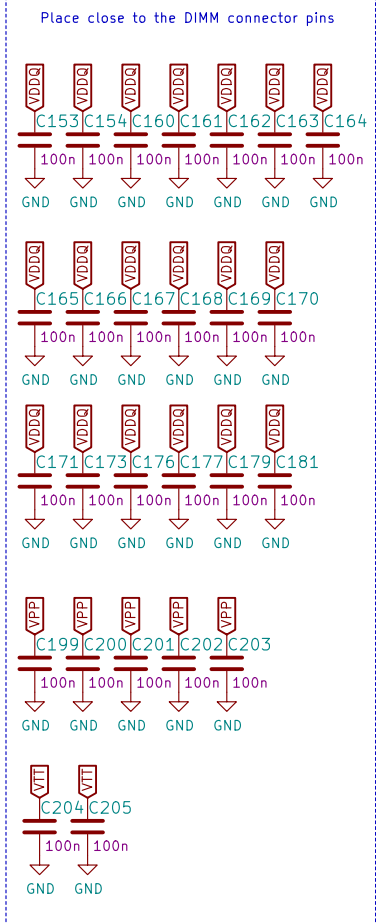 Place close to the DIMM connector pins
VDDQ VDDQ VDDQ VDDQ VDDQ VDDQ VDDQ
C153 C154 C160 C161 C162 C163 C164
100n 100n 100n 100n 100n 100n 100n
GND GND GND GND GND GND GND
VDDQ VDDQ VDDQ VDDQ VDDQ VDDQ
C165 C166 C167 C168 C169 C170
100n 100n 100n 100n 100n 100n
GND GND GND GND GND GND
VDDQ VDDQ VDDQ VDDQ VDDQ VDDQ
C171 C173 C176 C177 C179 C181
100n 100n 100n 100n 100n 100n
GND GND GND GND GND GND
VPP VPP VPP VPP VPP
C199 C200 C201 C202 C203
100n 100n 100n 100n 100n
GND GND GND GND GND
VTT VTT
C204 C205
100n 100n
GND GND